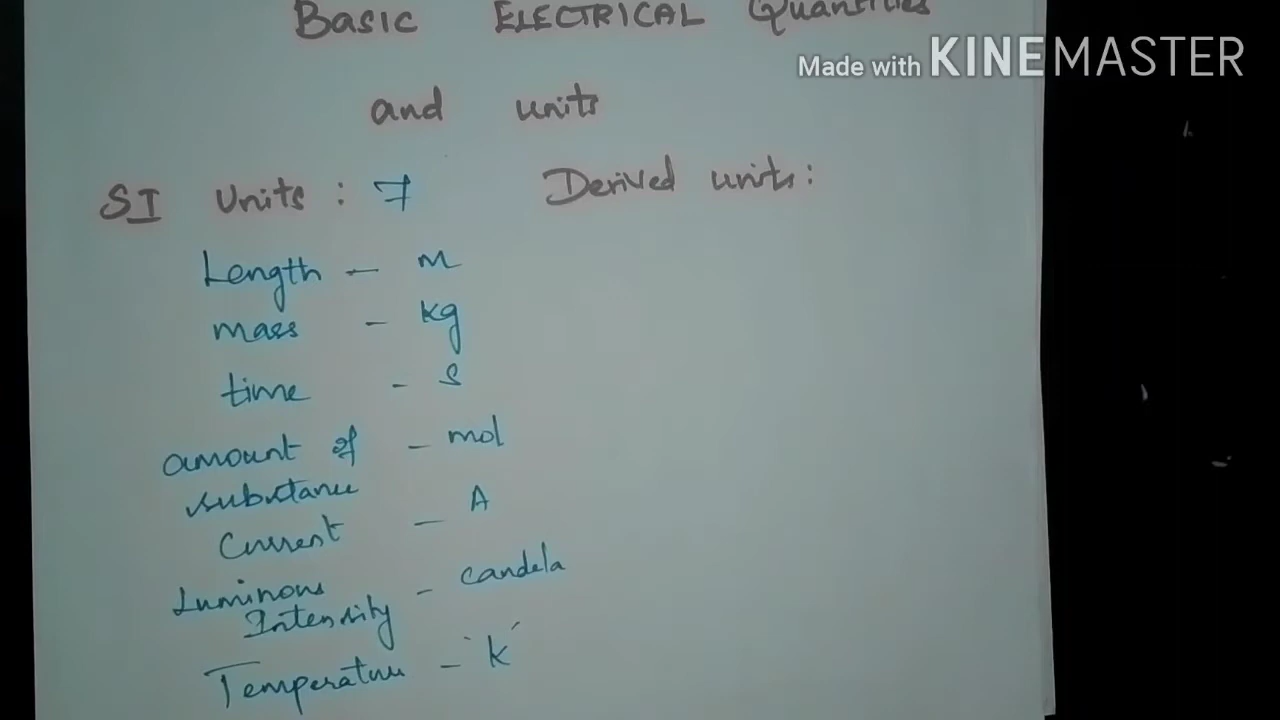 Basic ELECTRICAL Quantities
Made with KINEMASTER
and units
SI Units : 7 Derived units :
Length - m
mass - kg
time - s
amount of - mol
substance
Current - A
Luminous - candela
Intensity
Temperature - 'K'